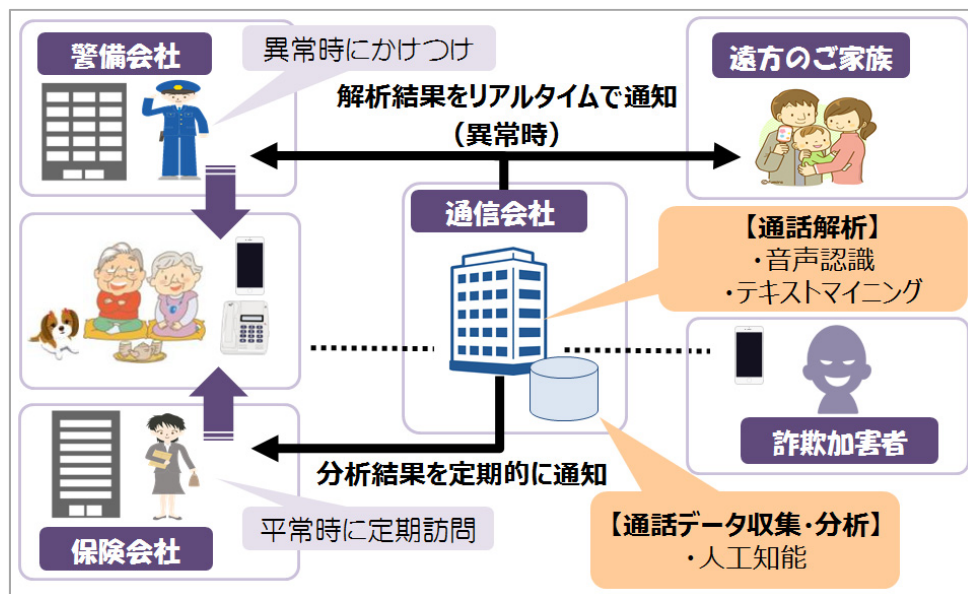 警備会社
異常時にかけつけ
遠方のご家族
解析結果をリアルタイムで通知
(異常時)
通信会社
【通話解析】
・音声認識
・テキストマイニング
詐欺加害者
分析結果を定期的に通知
平常時に定期訪問
保険会社
【通話データ収集・分析】
・人工知能